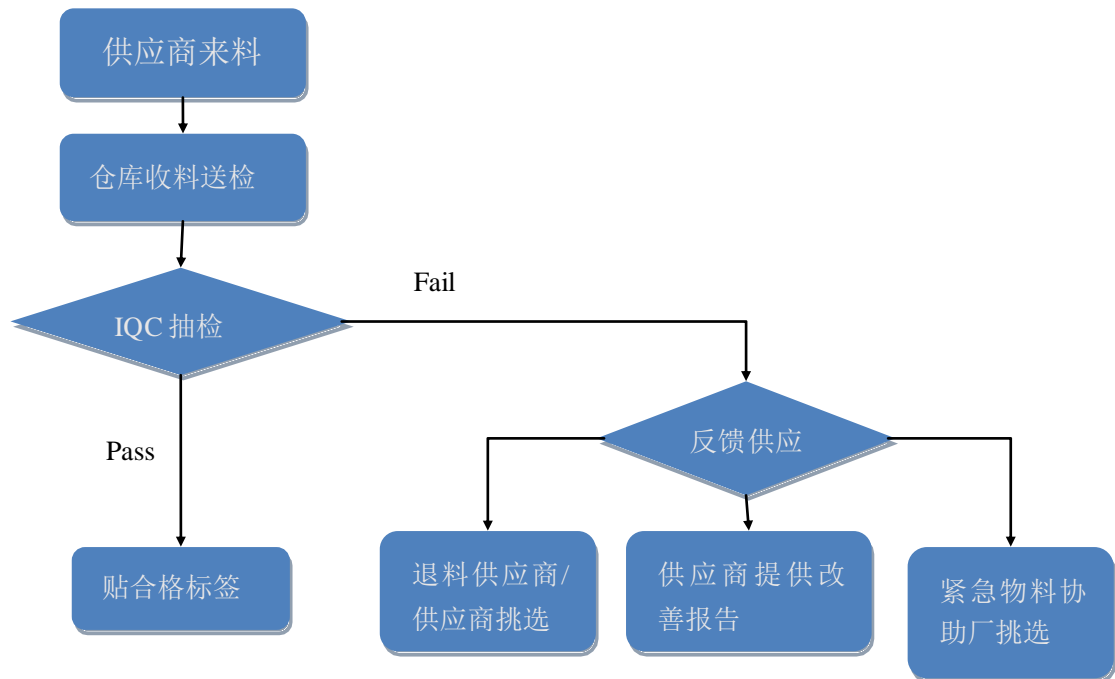 供应商来料
仓库收料送检
Fail
IQC 抽检
Pass
反馈供应
贴合格标签
退料供应商/
供应商挑选
供应商提供改
善报告
紧急物料协
助厂挑选